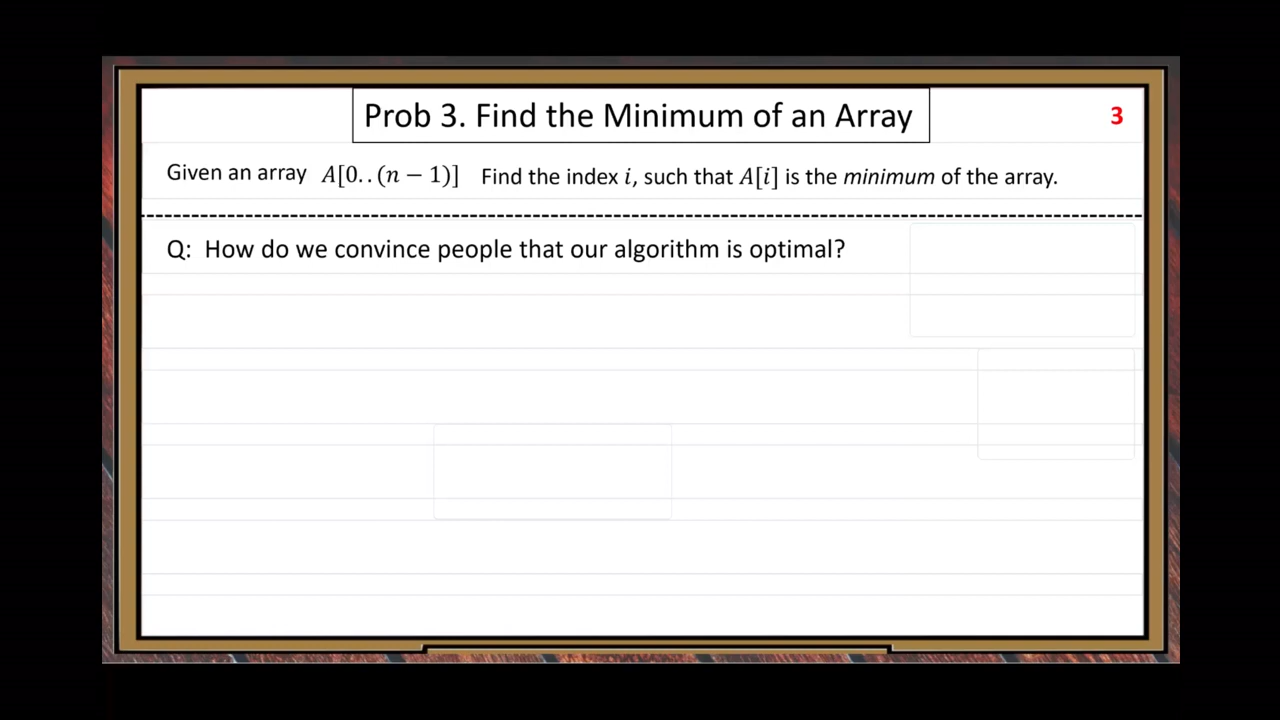 Prob 3. Find the Minimum of an Array
3
Given an array A[0..(n − 1)] Find the index i, such that A[i] is the minimum of the array.
Q: How do we convince people that our algorithm is optimal?